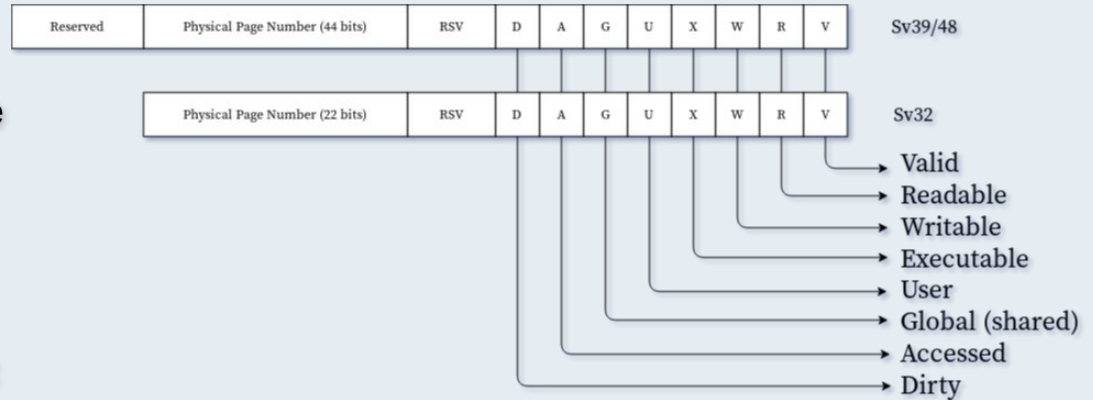 Reserved Physical Page Number (44 bits) RSV D A G U X W R V Sv39/48
e
Physical Page Number (22 bits) RSV D A G U X W R V Sv32
Valid
Readable
Writable
Executable
User
Global (shared)
Accessed
Dirty